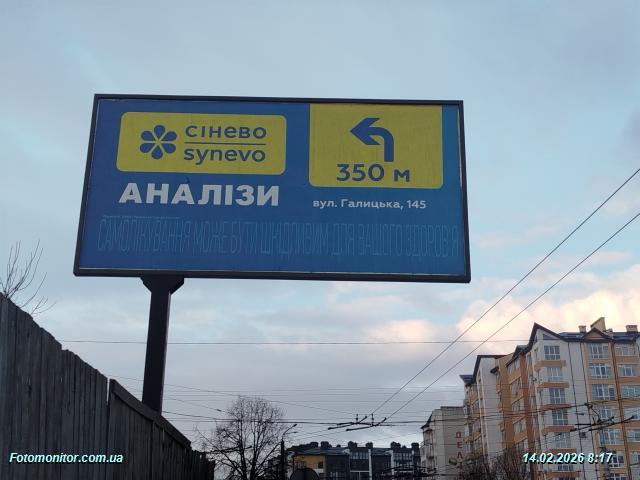 сінево
synevo
350 м
АНАЛІЗИ
вул. Галицька, 145
САМОЛІКУВАННЯ МОЖЕ БУТИ ШКІДЛИВИМ ДЛЯ ВАШОГО ЗДОРОВ'Я
Fotomonitor.com.ua
14.02.2026 8:17